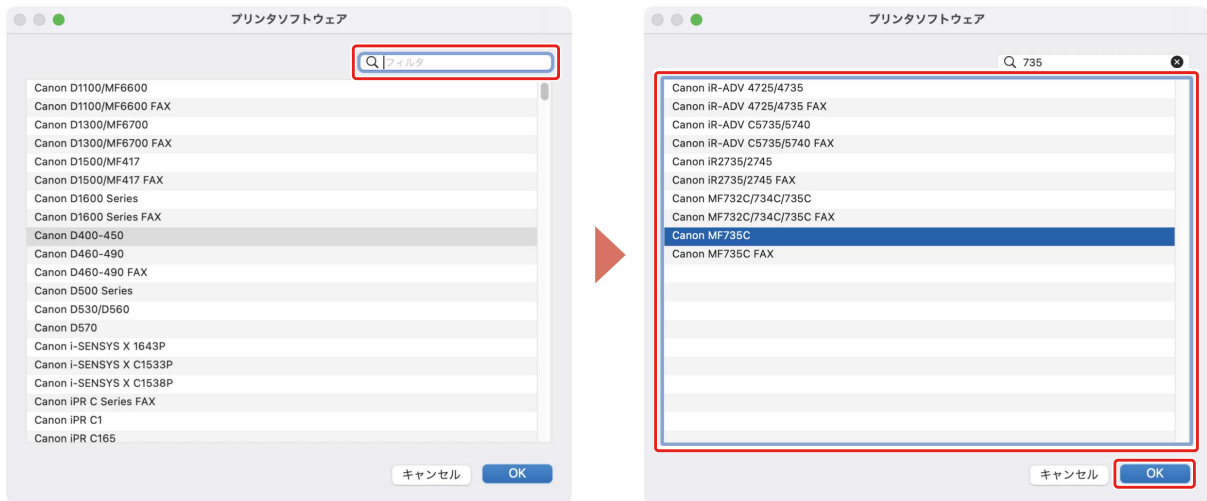 プリンタソフトウェア
フィルタ
Canon D1100/MF6600
Canon D1100/MF6600 FAX
Canon D1300/MF6700
Canon D1300/MF6700 FAX
Canon D1500/MF417
Canon D1500/MF417 FAX
Canon D1600 Series
Canon D1600 Series FAX
Canon D400-450
Canon D460-490
Canon D460-490 FAX
Canon D500 Series
Canon D530/D560
Canon D570
Canon i-SENSYS X 1643P
Canon i-SENSYS X C1533P
Canon i-SENSYS X C1538P
Canon iPR C Series FAX
Canon iPR C1
Canon iPR C165
キャンセル OK
プリンタソフトウェア
735
Canon iR-ADV 4725/4735
Canon iR-ADV 4725/4735 FAX
Canon iR-ADV C5735/5740
Canon iR-ADV C5735/5740 FAX
Canon iR2735/2745
Canon iR2735/2745 FAX
Canon MF732C/734C/735C
Canon MF732C/734C/735C FAX
Canon MF735C
Canon MF735C FAX
キャンセル OK